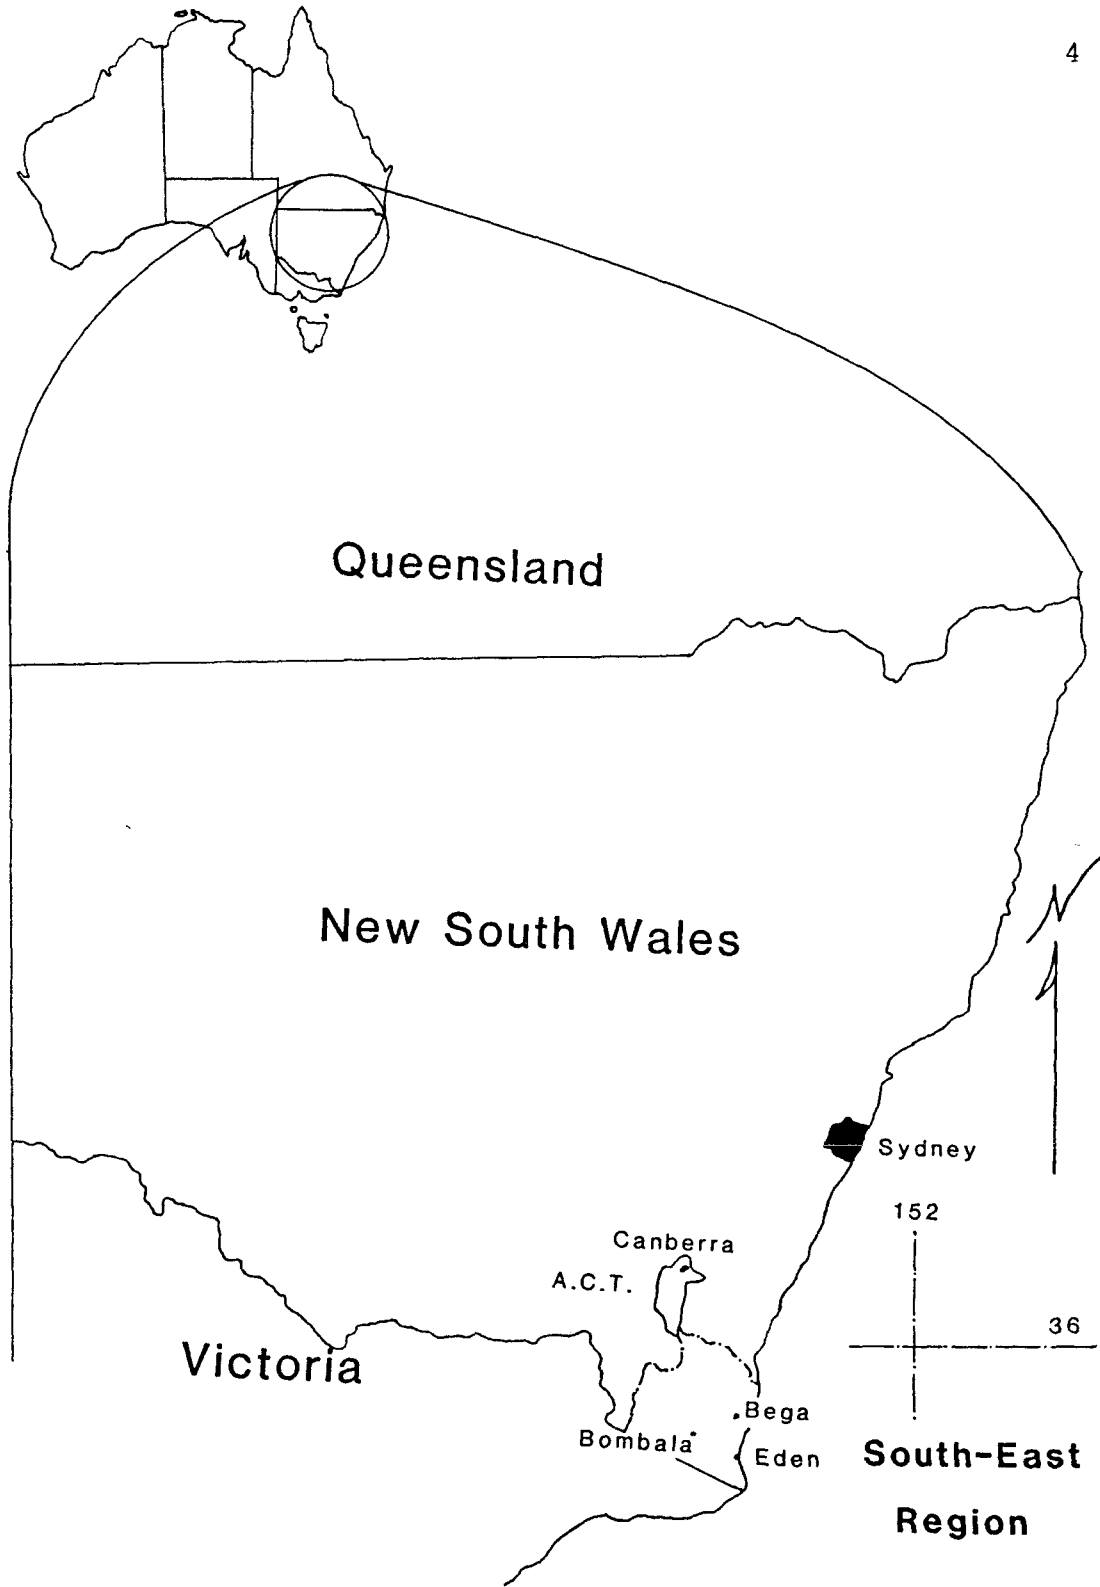 4
Queensland
New South Wales
Sydney
152
Canberra
A.C.T.
36
Victoria
Bega
Bombala
Eden
South-East
Region